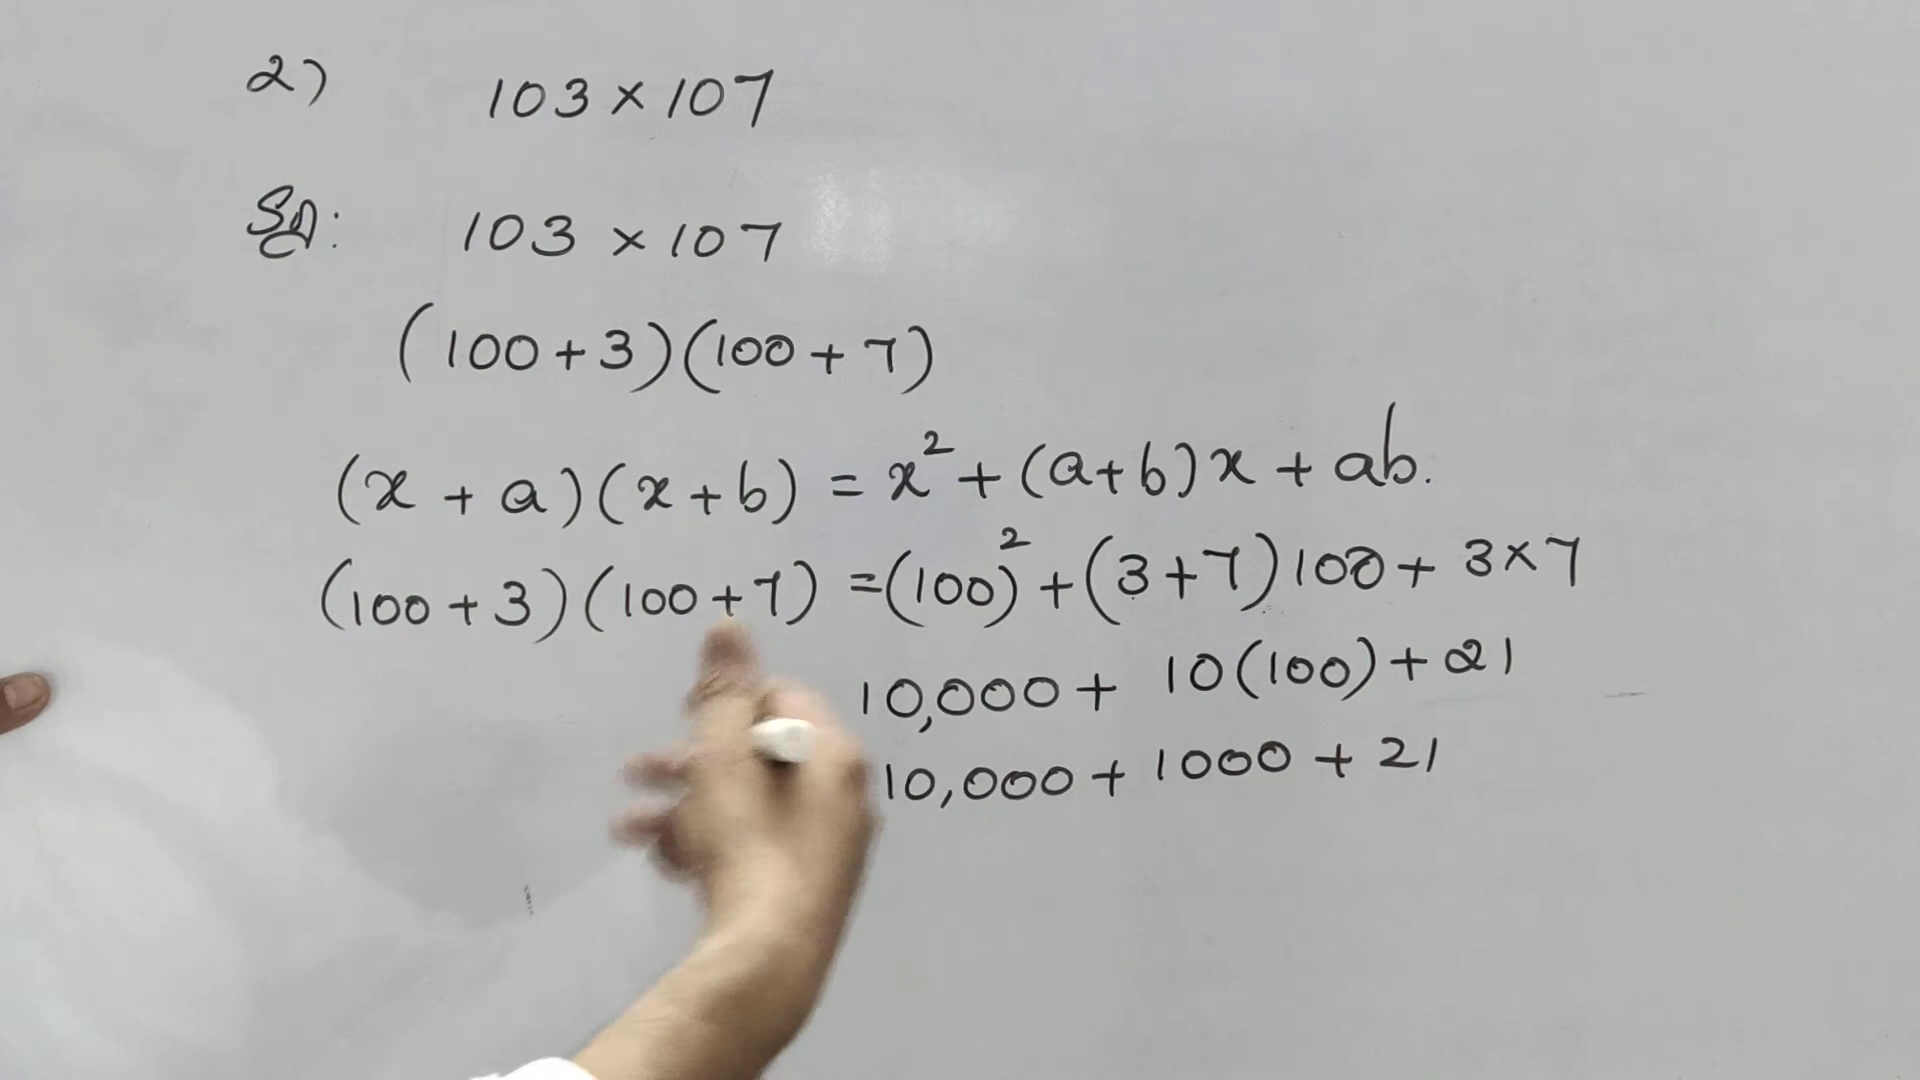 2) 103 × 107
103 × 107
(100 + 3)(100 + 7)
(x + a)(x + b) = x² + (a+b)x + ab.
(100 + 3)(100 + 7) = (100)² + (3+7)100 + 3×7
10,000 + 10(100) + 21
10,000 + 1000 + 21